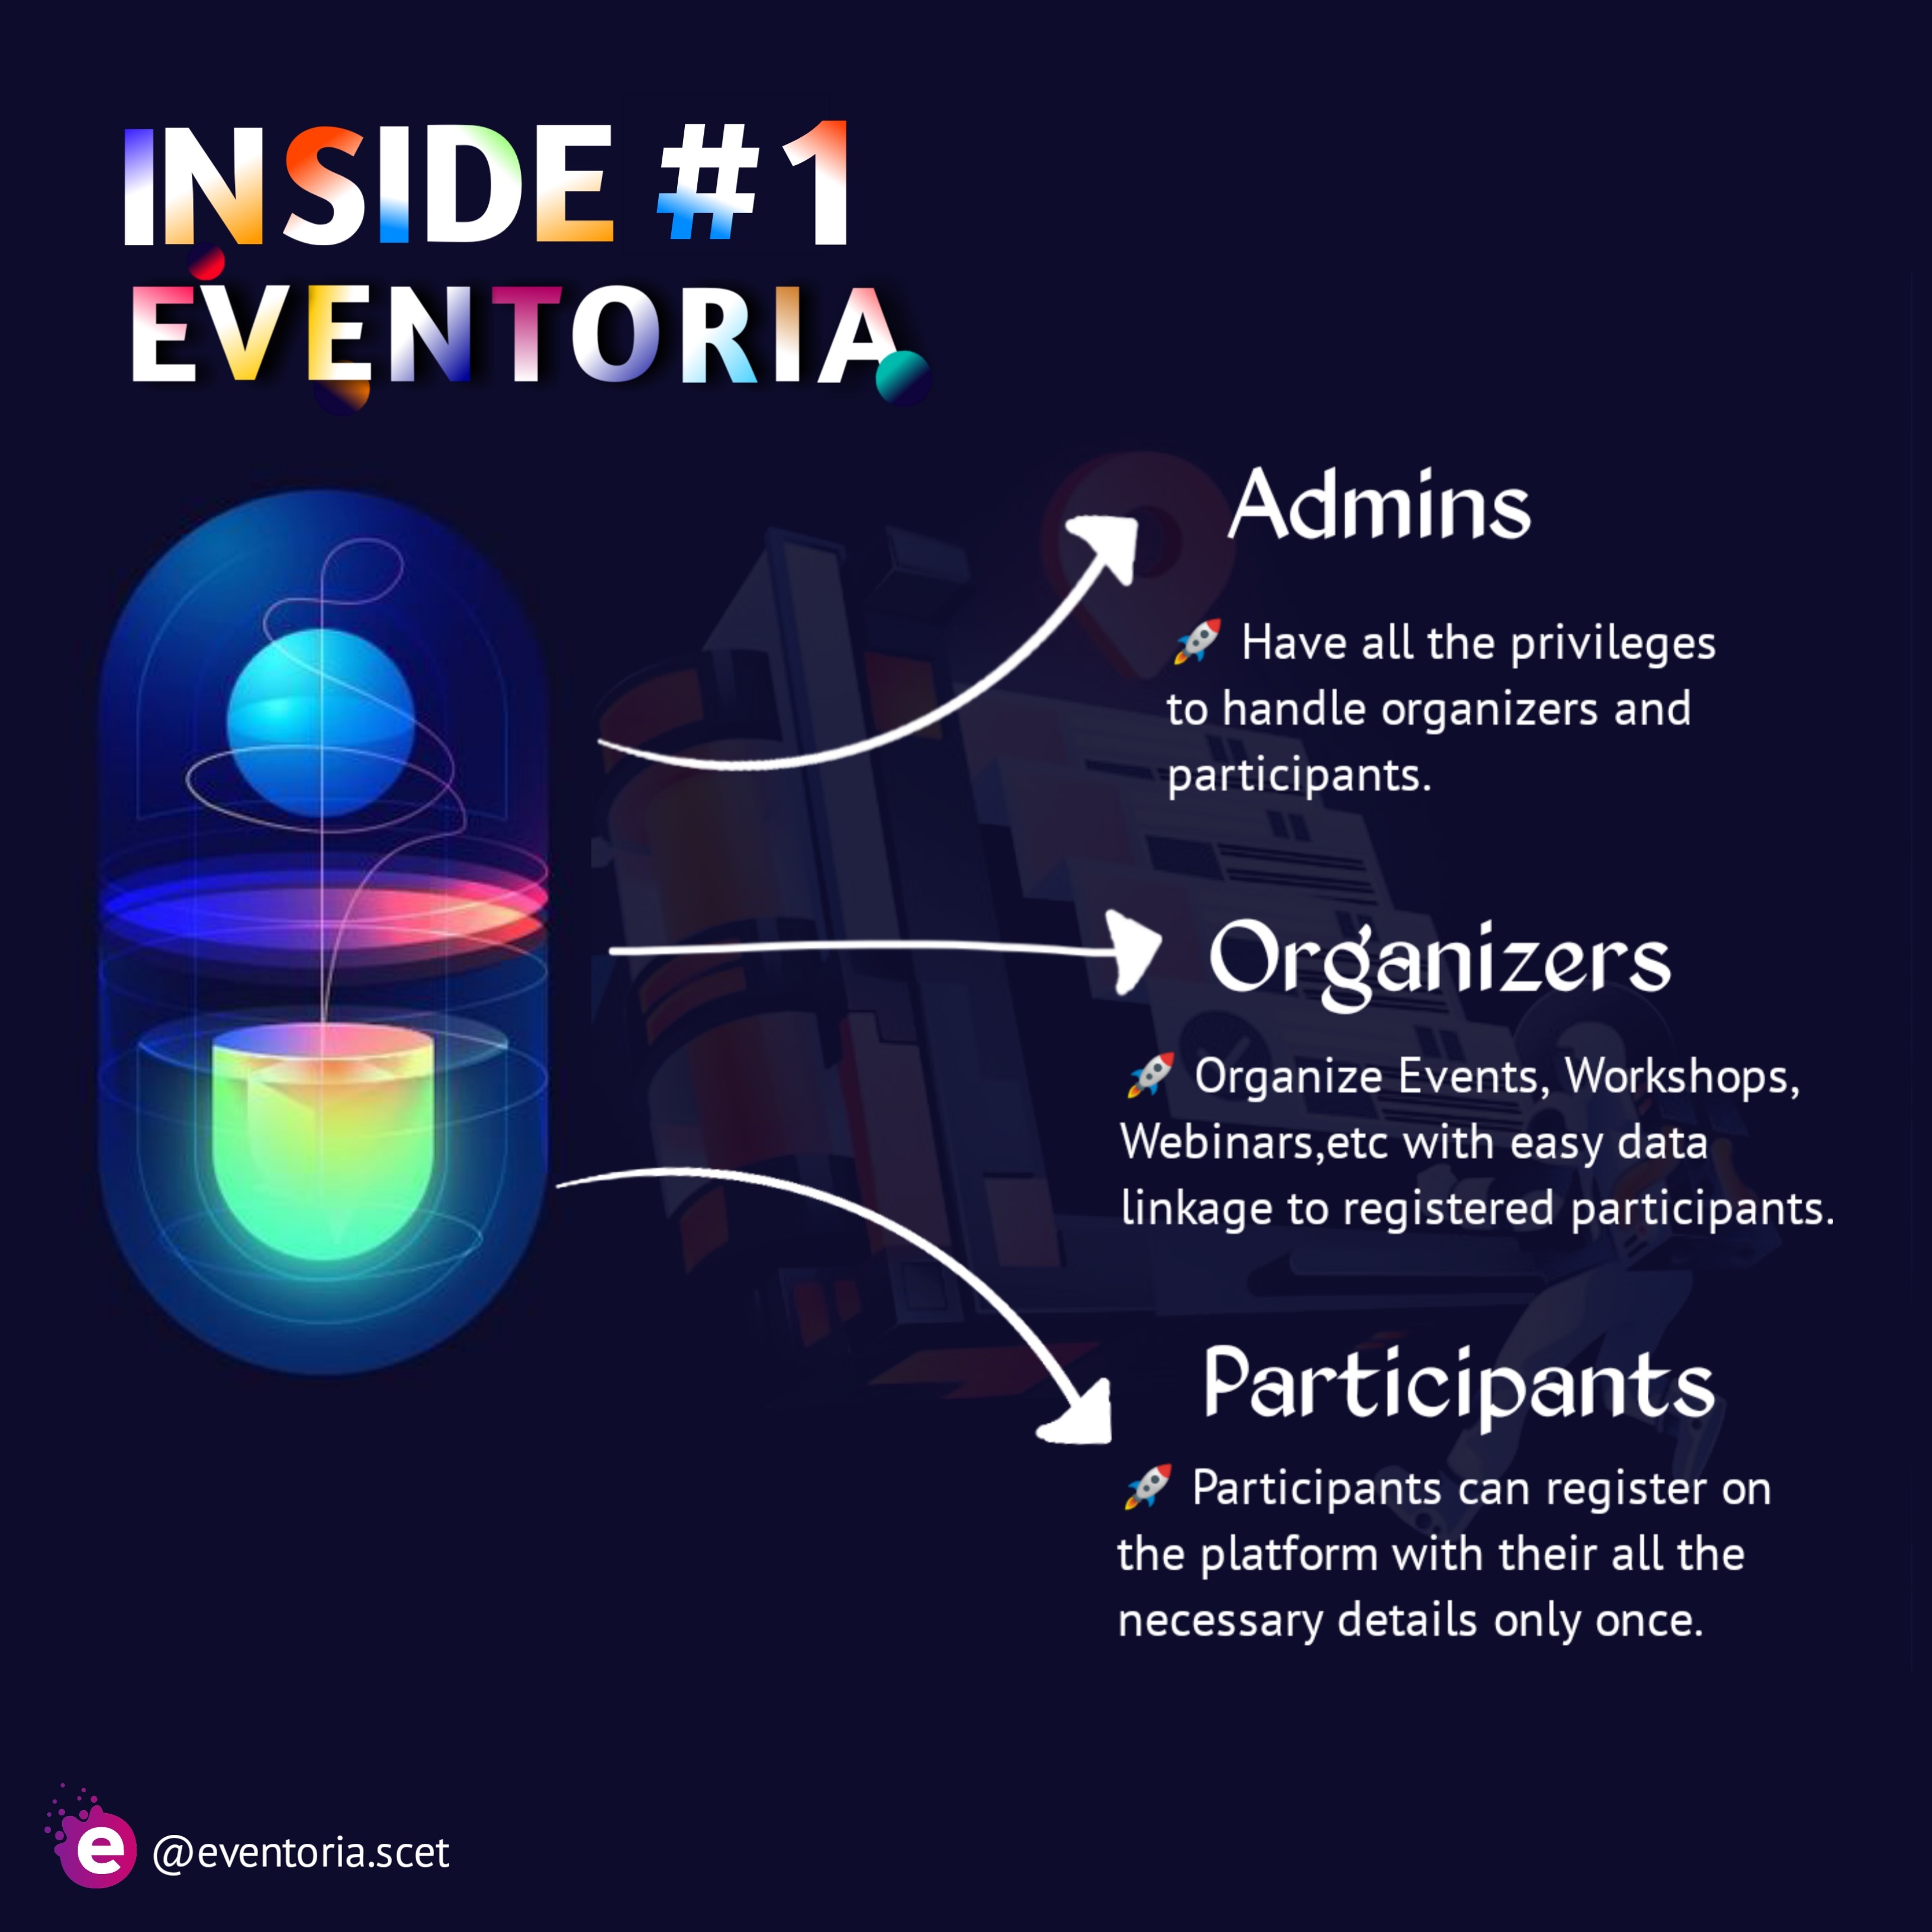 INSIDE #1
EVENTORIA
Admins
🚀 Have all the privileges
to handle organizers and
participants.
Organizers
🚀 Organize Events, Workshops,
Webinars,etc with easy data
linkage to registered participants.
Participants
🚀 Participants can register on
the platform with their all the
necessary details only once.
e @eventoria.scet